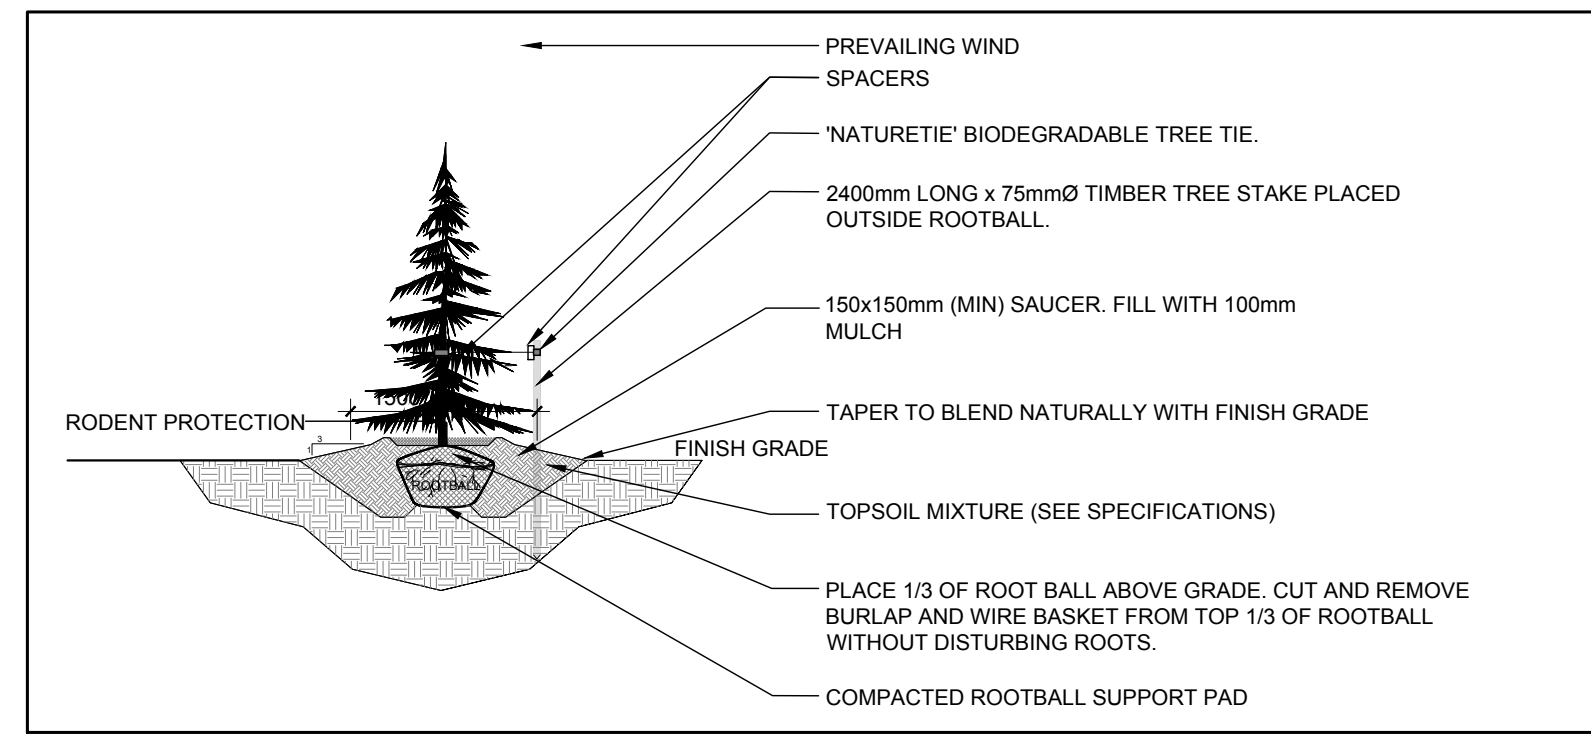 PREVAILING WIND
SPACERS
'NATURETIE' BIODEGRADABLE TREE TIE.
2400mm LONG x 75mmØ TIMBER TREE STAKE PLACED
OUTSIDE ROOTBALL.
150x150mm (MIN) SAUCER. FILL WITH 100mm
MULCH
1500
RODENT PROTECTION
TAPER TO BLEND NATURALLY WITH FINISH GRADE
3
1
FINISH GRADE
ROOTBALL
TOPSOIL MIXTURE (SEE SPECIFICATIONS)
PLACE 1/3 OF ROOT BALL ABOVE GRADE. CUT AND REMOVE
BURLAP AND WIRE BASKET FROM TOP 1/3 OF ROOTBALL
WITHOUT DISTURBING ROOTS.
COMPACTED ROOTBALL SUPPORT PAD